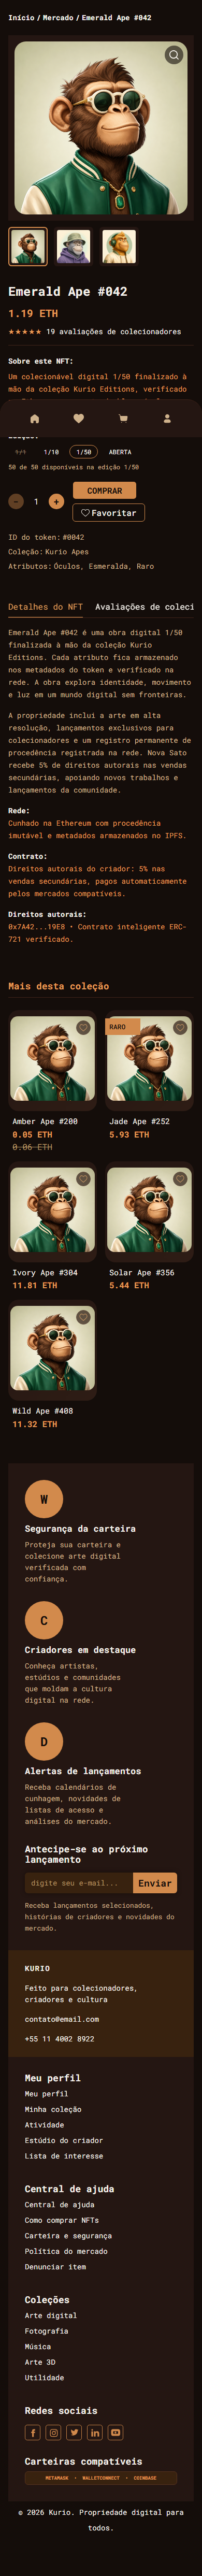 Início / Mercado / Emerald Ape #042
Emerald Ape #042
1.19 ETH
★★★★★ 19 avaliações de colecionadores
Sobre este NFT:
Um colecionável digital 1/50 finalizado à
mão da coleção Kurio Editions, verificado
1/1 1/10 1/50 ABERTA
50 de 50 disponíveis na edição 1/50
− 1 + COMPRAR
Favoritar
ID do token: #0042
Coleção: Kurio Apes
Atributos: Óculos, Esmeralda, Raro
Detalhes do NFT Avaliações de coleci
Emerald Ape #042 é uma obra digital 1/50
finalizada à mão da coleção Kurio
Editions. Cada atributo fica armazenado
nos metadados do token e verificado na
rede. A obra explora identidade, movimento
e luz em um mundo digital sem fronteiras.
A propriedade inclui a arte em alta
resolução, lançamentos exclusivos para
colecionadores e um registro permanente de
procedência registrada na rede. Nova Sato
recebe 5% de direitos autorais nas vendas
secundárias, apoiando novos trabalhos e
lançamentos da comunidade.
Rede:
Cunhado na Ethereum com procedência
imutável e metadados armazenados no IPFS.
Contrato:
Direitos autorais do criador: 5% nas
vendas secundárias, pagos automaticamente
pelos mercados compatíveis.
Direitos autorais:
0x7A42...19E8 • Contrato inteligente ERC-
721 verificado.
Mais desta coleção
RARO
Amber Ape #200 Jade Ape #252
0.05 ETH 5.93 ETH
0.06 ETH
Ivory Ape #304 Solar Ape #356
11.81 ETH 5.44 ETH
Wild Ape #408
11.32 ETH
W
Segurança da carteira
Proteja sua carteira e
colecione arte digital
verificada com
confiança.
C
Criadores em destaque
Conheça artistas,
estúdios e comunidades
que moldam a cultura
digital na rede.
D
Alertas de lançamentos
Receba calendários de
cunhagem, novidades de
listas de acesso e
análises do mercado.
Antecipe-se ao próximo
lançamento
digite seu e-mail... Enviar
Receba lançamentos selecionados,
histórias de criadores e novidades do
mercado.
KURIO
Feito para colecionadores,
criadores e cultura
contato@email.com
+55 11 4002 8922
Meu perfil
Meu perfil
Minha coleção
Atividade
Estúdio do criador
Lista de interesse
Central de ajuda
Central de ajuda
Como comprar NFTs
Carteira e segurança
Política do mercado
Denunciar item
Coleções
Arte digital
Fotografia
Música
Arte 3D
Utilidade
Redes sociais
Carteiras compatíveis
METAMASK • WALLETCONNECT • COINBASE
© 2026 Kurio. Propriedade digital para
todos.